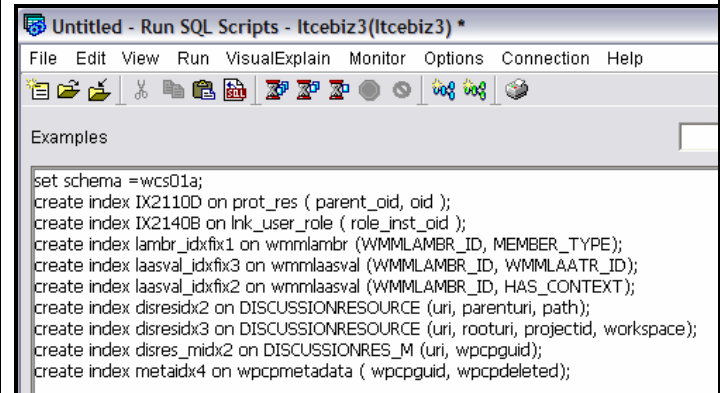 Untitled - Run SQL Scripts - Itcebiz3(Itcebiz3) *
File Edit View Run VisualExplain Monitor Options Connection Help
Examples
set schema =wcs01a;
create index IX2110D on prot_res ( parent_oid, oid );
create index IX2140B on lnk_user_role ( role_inst_oid );
create index lambr_idxfix1 on wmmlambr (WMMLAMBR_ID, MEMBER_TYPE);
create index laasval_idxfix3 on wmmlaasval (WMMLAMBR_ID, WMMLAATR_ID);
create index laasval_idxfix2 on wmmlaasval (WMMLAMBR_ID, HAS_CONTEXT);
create index disresidx2 on DISCUSSIONRESOURCE (uri, parenturi, path);
create index disresidx3 on DISCUSSIONRESOURCE (uri, rooturi, projectid, workspace);
create index disres_midx2 on DISCUSSIONRES_M (uri, wpcpguid);
create index metaidx4 on wpcpmetadata ( wpcpguid, wpcpdeleted);